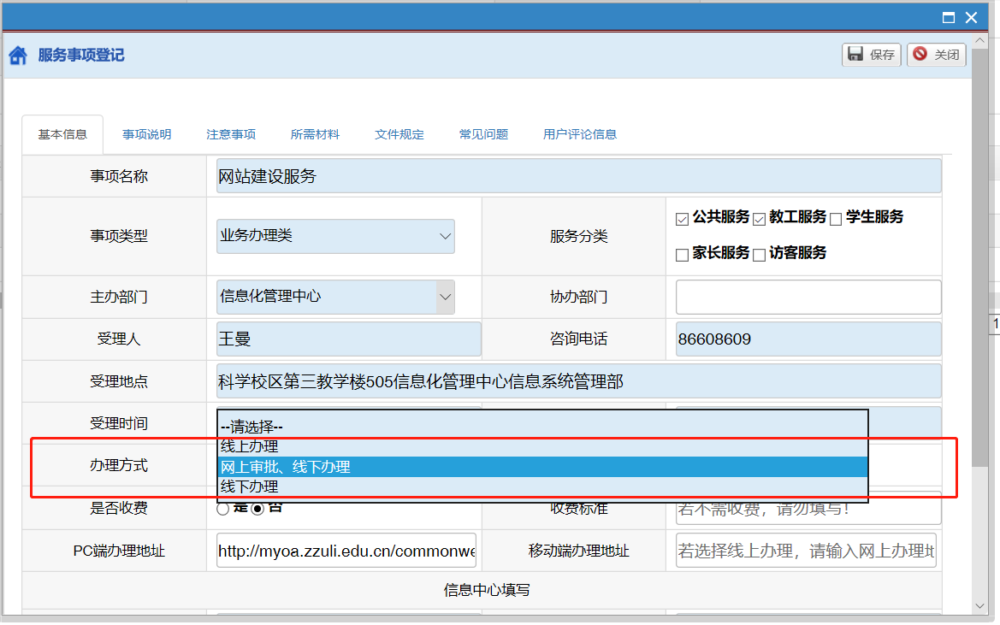 服务事项登记
保存 关闭
基本信息 事项说明 注意事项 所需材料 文件规定 常见问题 用户评论信息
事项名称 网站建设服务
事项类型 业务办理类 服务分类 公共服务 教工服务 学生服务
家长服务 访客服务
主办部门 信息化管理中心 协办部门
受理人 王曼 咨询电话 86608609
1
受理地点 科学校区第三教学楼505信息化管理中心信息系统管理部
受理时间
--请选择--
线上办理
办理方式 网上审批、线下办理
线下办理
是否收费 是 否 收费标准 若不需收费，请勿填写！
PC端办理地址 http://myoa.zzuli.edu.cn/commonwe 移动端办理地址 若选择线上办理，请输入网上办理地
信息中心填写